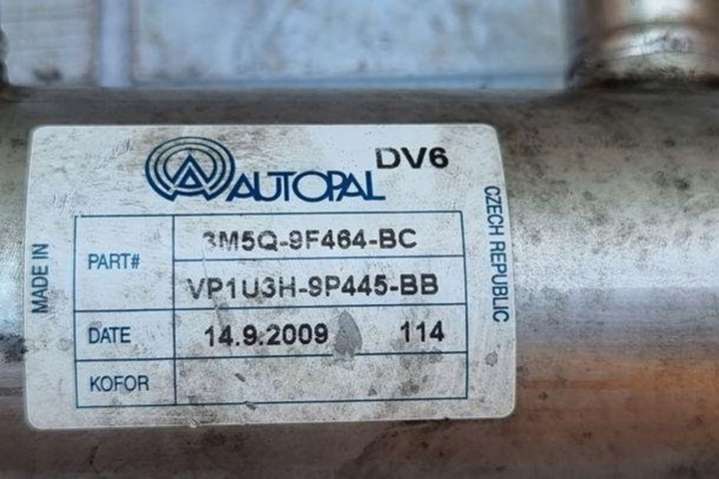 DV6
AUTOPAL
MADE IN
CZECH REPUBLIC
PART#
3M5Q-9F464-BC
VP1U3H-9P445-BB
DATE 14.9.2009 114
KOFOR